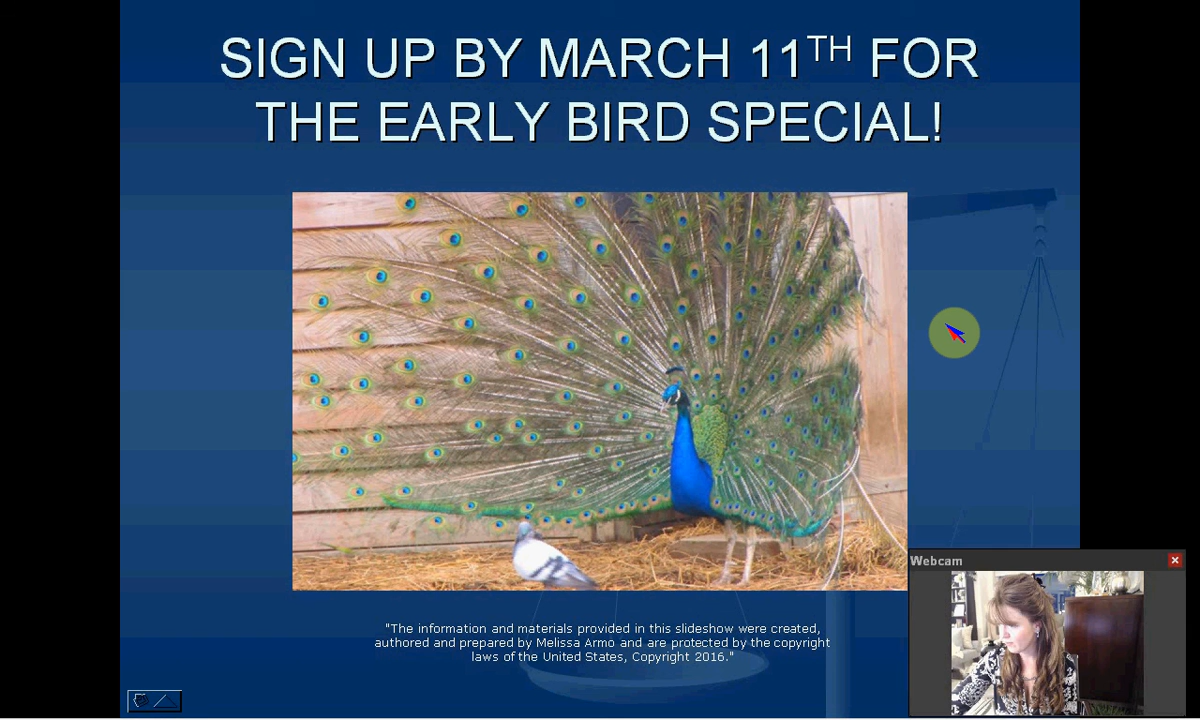 SIGN UP BY MARCH 11TH FOR
THE EARLY BIRD SPECIAL!
Webcam
"The information and materials provided in this slideshow were created,
authored and prepared by Melissa Armo and are protected by the copyright
laws of the United States, Copyright 2016."